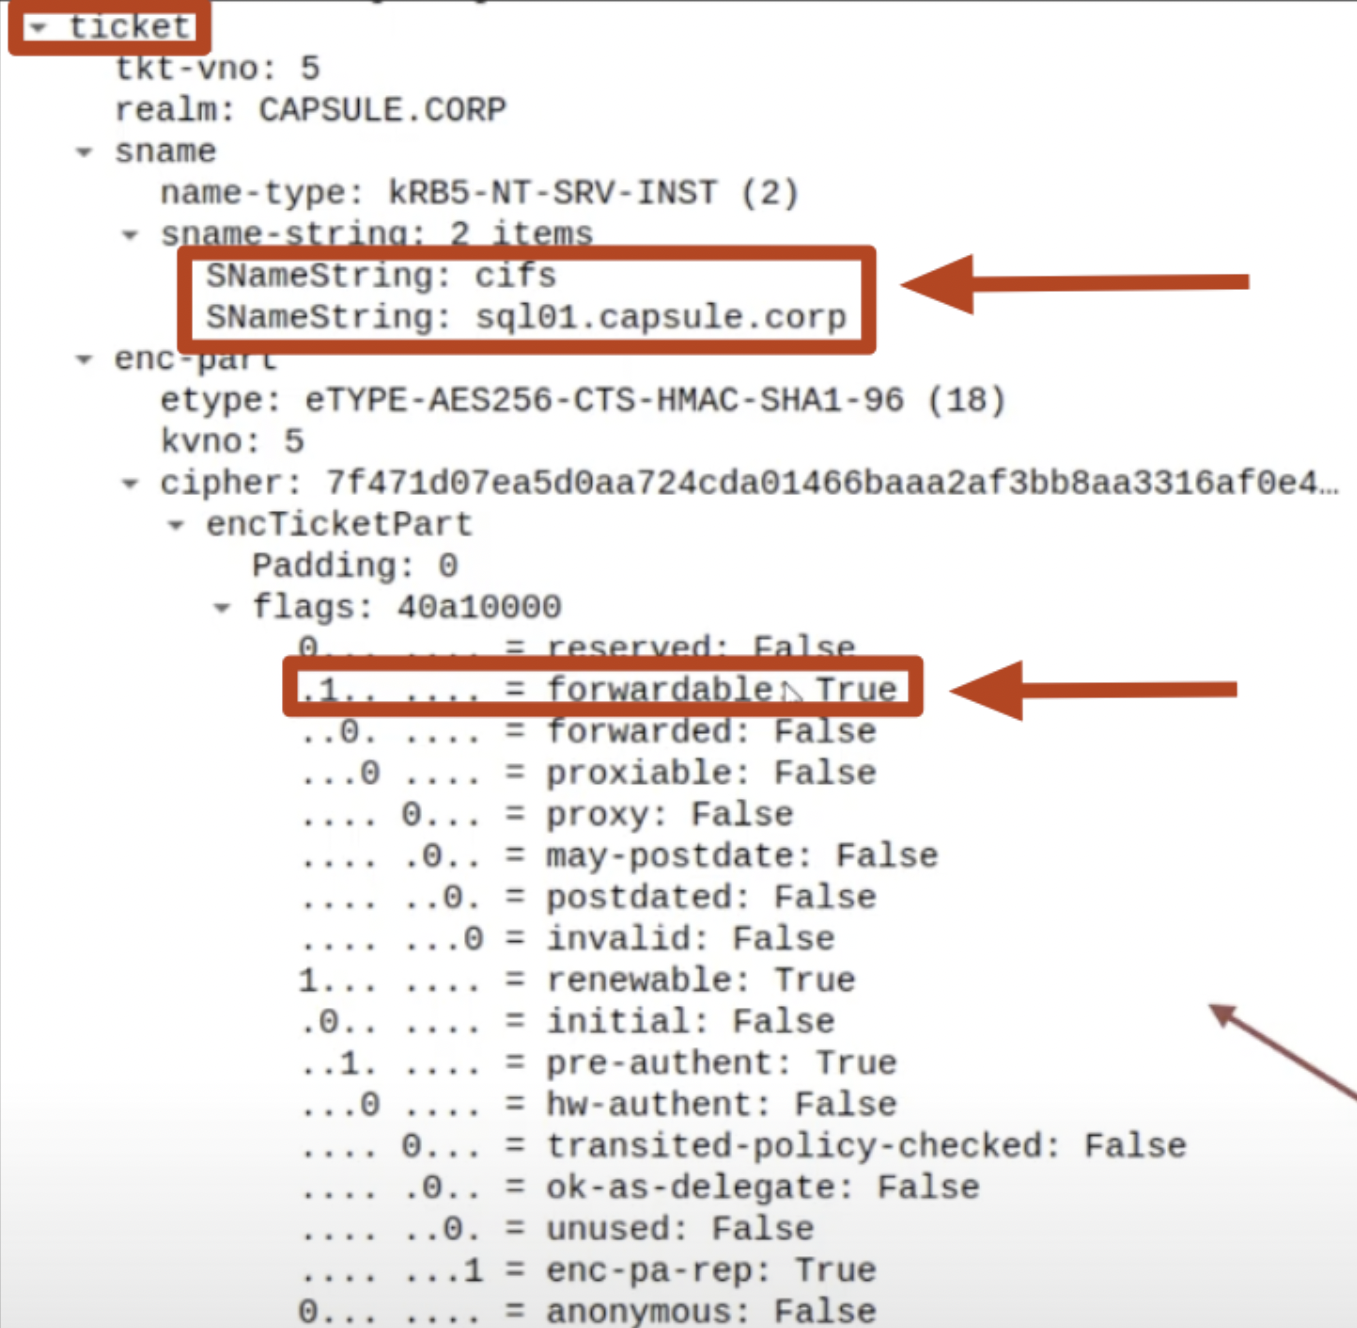 ticket
tkt-vno: 5
realm: CAPSULE.CORP
sname
name-type: kRB5-NT-SRV-INST (2)
sname-string: 2 items
SNameString: cifs
SNameString: sql01.capsule.corp
enc-part
etype: eTYPE-AES256-CTS-HMAC-SHA1-96 (18)
kvno: 5
cipher: 7f471d07ea5d0aa724cda01466baaa2af3bb8aa3316af0e4…
encTicketPart
Padding: 0
flags: 40a10000
0... .... = reserved: False
.1.. .... = forwardable: True
..0. .... = forwarded: False
...0 .... = proxiable: False
.... 0... = proxy: False
.... .0.. = may-postdate: False
.... ..0. = postdated: False
.... ...0 = invalid: False
1... .... = renewable: True
.0.. .... = initial: False
..1. .... = pre-authent: True
...0 .... = hw-authent: False
.... 0... = transited-policy-checked: False
.... .0.. = ok-as-delegate: False
.... ..0. = unused: False
.... ...1 = enc-pa-rep: True
0... .... = anonymous: False